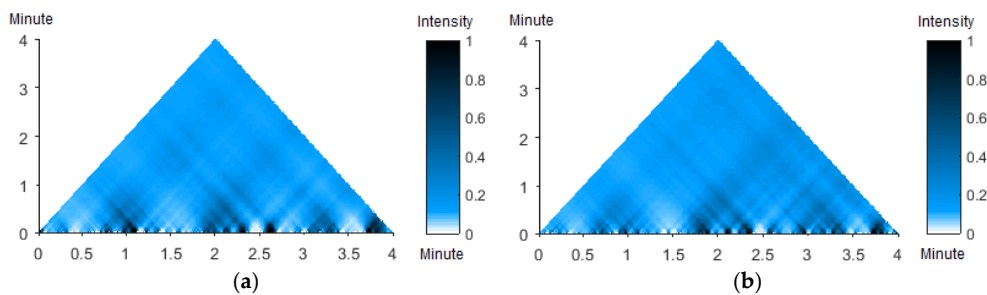 Minute Intensity Minute Intensity
4 1 4 1
3 0.8 3 0.8
2 0.6 2 0.6
0.4 0.4
1 0.2 1 0.2
0 0 0 0
0 0.5 1 1.5 2 2.5 3 3.5 4 Minute 0 0.5 1 1.5 2 2.5 3 3.5 4 Minute
(a) (b)